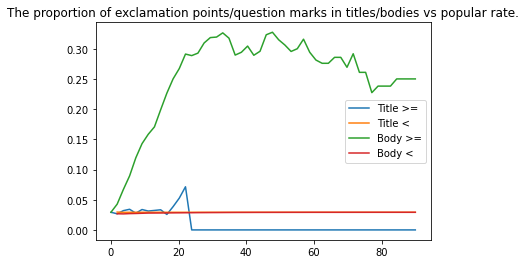 The proportion of exclamation points/question marks in titles/bodies vs popular rate.
0.30
0.25
0.20
0.15
0.10
0.05
0.00
Title >=
Title <
Body >=
Body <
0 20 40 60 80